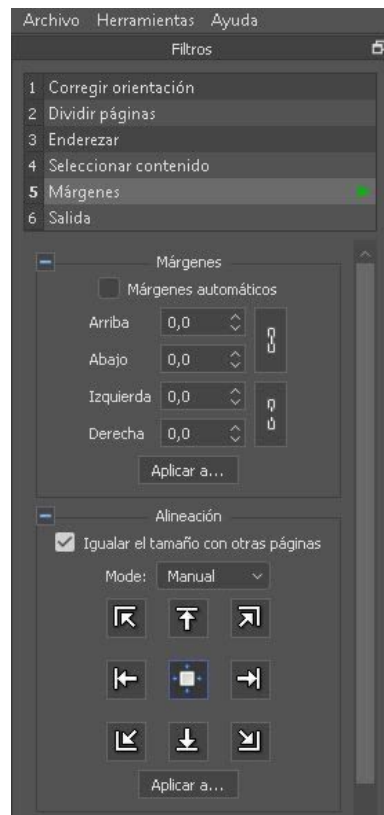 Archivo Herramientas Ayuda
Filtros
1 Corregir orientación
2 Dividir páginas
3 Enderezar
4 Seleccionar contenido
5 Márgenes
6 Salida
Márgenes
Márgenes automáticos
Arriba 0,0
Abajo 0,0
Izquierda 0,0
Derecha 0,0
Aplicar a...
Alineación
Igualar el tamaño con otras páginas
Mode: Manual
Aplicar a...